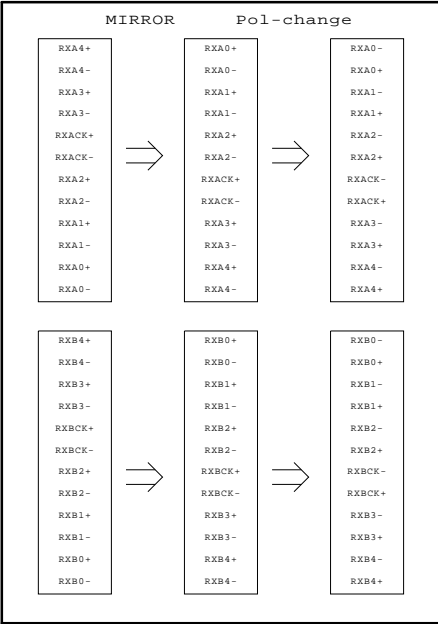 MIRROR Pol-change
RXA4+ RXA0+ RXA0-
RXA4- RXA0- RXA0+
RXA3+ RXA1+ RXA1-
RXA3- RXA1- RXA1+
RXACK+ RXA2+ RXA2-
RXACK- RXA2- RXA2+
RXA2+ RXACK+ RXACK-
RXA2- RXACK- RXACK+
RXA1+ RXA3+ RXA3-
RXA1- RXA3- RXA3+
RXA0+ RXA4+ RXA4-
RXA0- RXA4- RXA4+
RXB4+ RXB0+ RXB0-
RXB4- RXB0- RXB0+
RXB3+ RXB1+ RXB1-
RXB3- RXB1- RXB1+
RXBCK+ RXB2+ RXB2-
RXBCK- RXB2- RXB2+
RXB2+ RXBCK+ RXBCK-
RXB2- RXBCK- RXBCK+
RXB1+ RXB3+ RXB3-
RXB1- RXB3- RXB3+
RXB0+ RXB4+ RXB4-
RXB0- RXB4- RXB4+